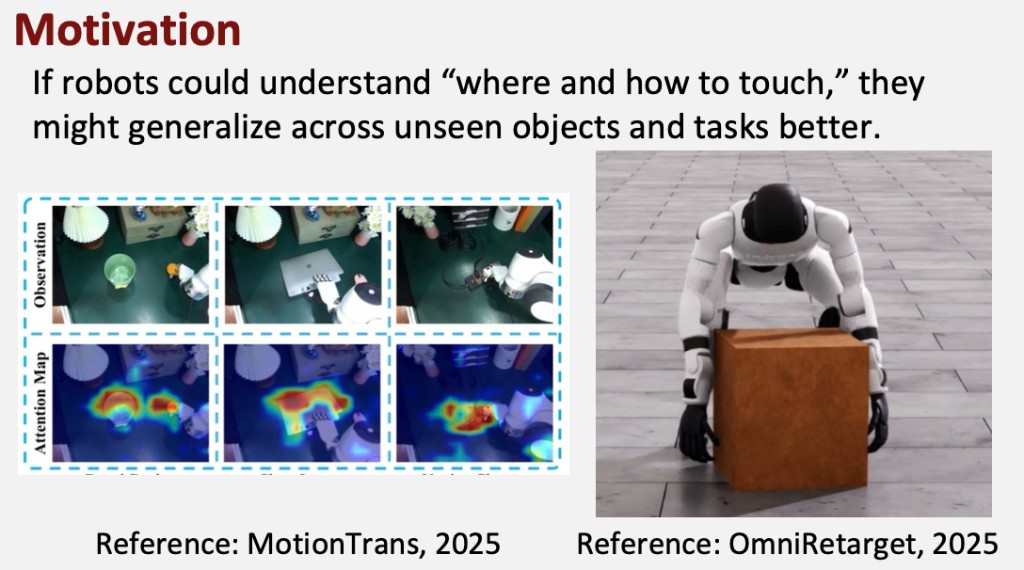 Motivation
If robots could understand “where and how to touch,” they
might generalize across unseen objects and tasks better.
Observation
Attention Map
Reference: MotionTrans, 2025
Reference: OmniRetarget, 2025